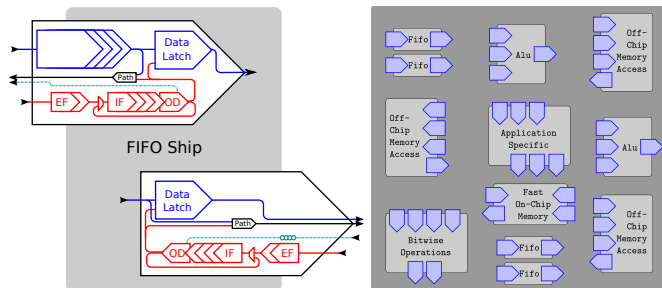 Data
Latch
Path
EF
IF
OD
FIFO Ship
Data
Latch
Path
OD
IF
EF
Fifo
Fifo
Alu
Off-
Chip
Memory
Access
Off-
Chip
Memory
Access
Application
Specific
Alu
Fast
On-Chip
Memory
Off-
Chip
Memory
Access
Bitwise
Operations
Fifo
Fifo